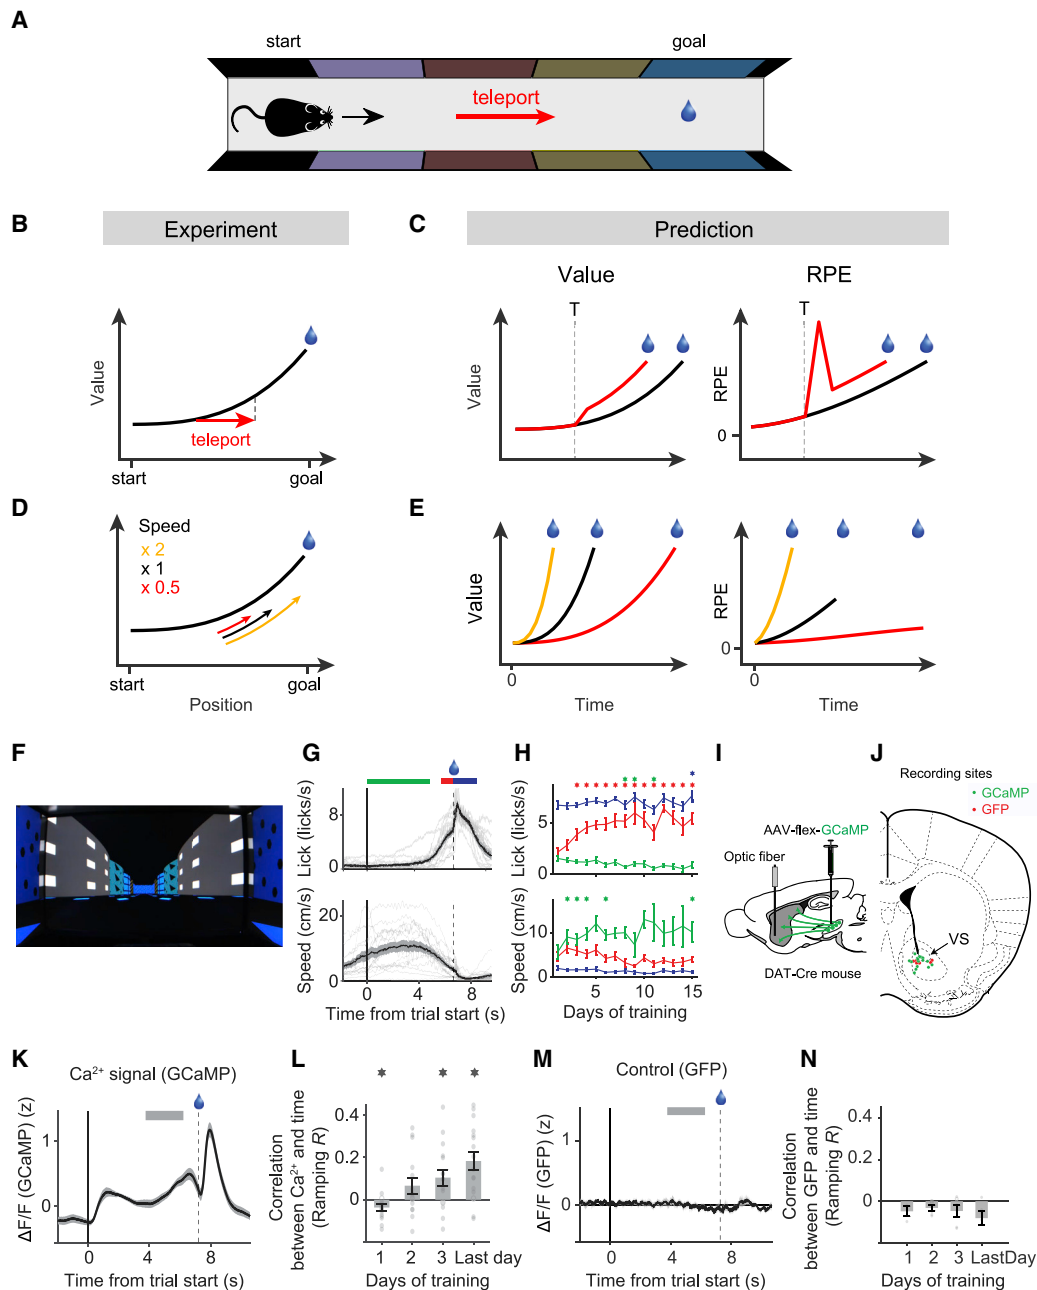 A
start
goal
teleport
B
Experiment
C
Prediction
Value
RPE
T
T
Value
teleport
start
goal
Value
RPE
0
D
Speed
x 2
x 1
x 0.5
start
goal
Position
E
Value
0
Time
RPE
0
0
Time
F
G
Lick (licks/s)
8
0
Speed (cm/s)
20
0
0
4
8
Time from trial start (s)
H
Lick (licks/s)
5
0
Speed (cm/s)
10
0
5
10
15
Days of training
I
AAV-flex-GCaMP
Optic fiber
DAT-Cre mouse
J
Recording sites
GCaMP
GFP
VS
K
Ca²⁺ signal (GCaMP)
ΔF/F (GCaMP) (z)
1
0
0
4
8
Time from trial start (s)
L
Correlation
between Ca²⁺ and time
(Ramping R)
0.4
0.2
0
1
2
3
Last day
Days of training
M
Control (GFP)
ΔF/F (GFP) (z)
1
0
0
4
8
Time from trial start (s)
N
Correlation
between GFP and time
(Ramping R)
0.4
0.2
0
1
2
3
LastDay
Days of training